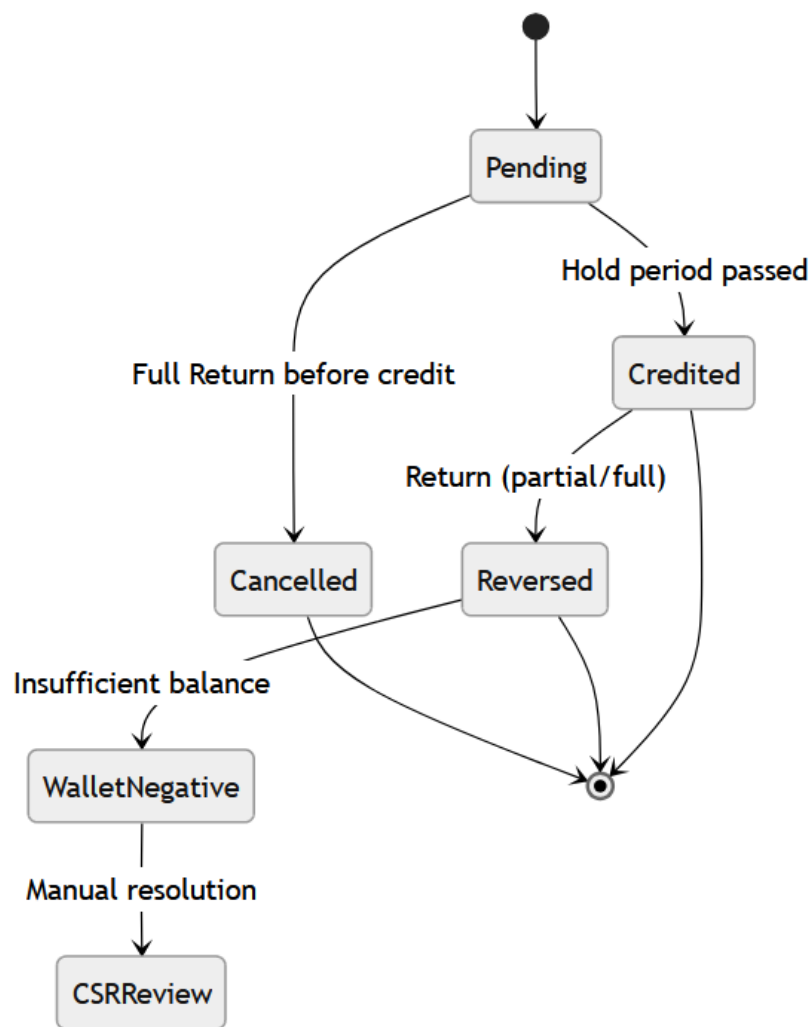 Pending
Hold period passed
Full Return before credit
Credited
Return (partial/full)
Cancelled
Reversed
Insufficient balance
WalletNegative
Manual resolution
CSRReview